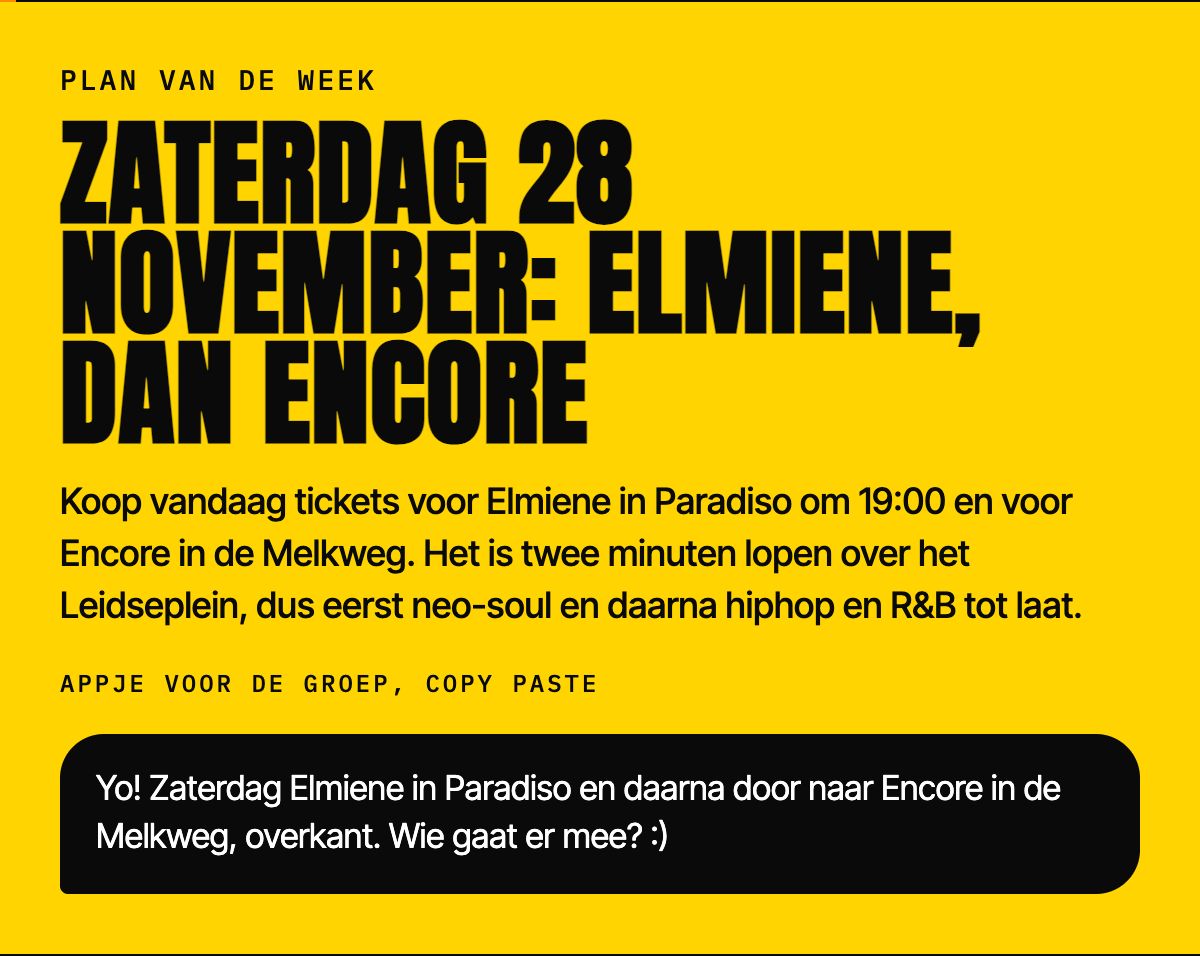 PLAN VAN DE WEEK
ZATERDAG 28
NOVEMBER: ELMIENE,
DAN ENCORE
Koop vandaag tickets voor Elmiene in Paradiso om 19:00 en voor
Encore in de Melkweg. Het is twee minuten lopen over het
Leidseplein, dus eerst neo-soul en daarna hiphop en R&B tot laat.
APPJE VOOR DE GROEP, COPY PASTE
Yo! Zaterdag Elmiene in Paradiso en daarna door naar Encore in de
Melkweg, overkant. Wie gaat er mee? :)